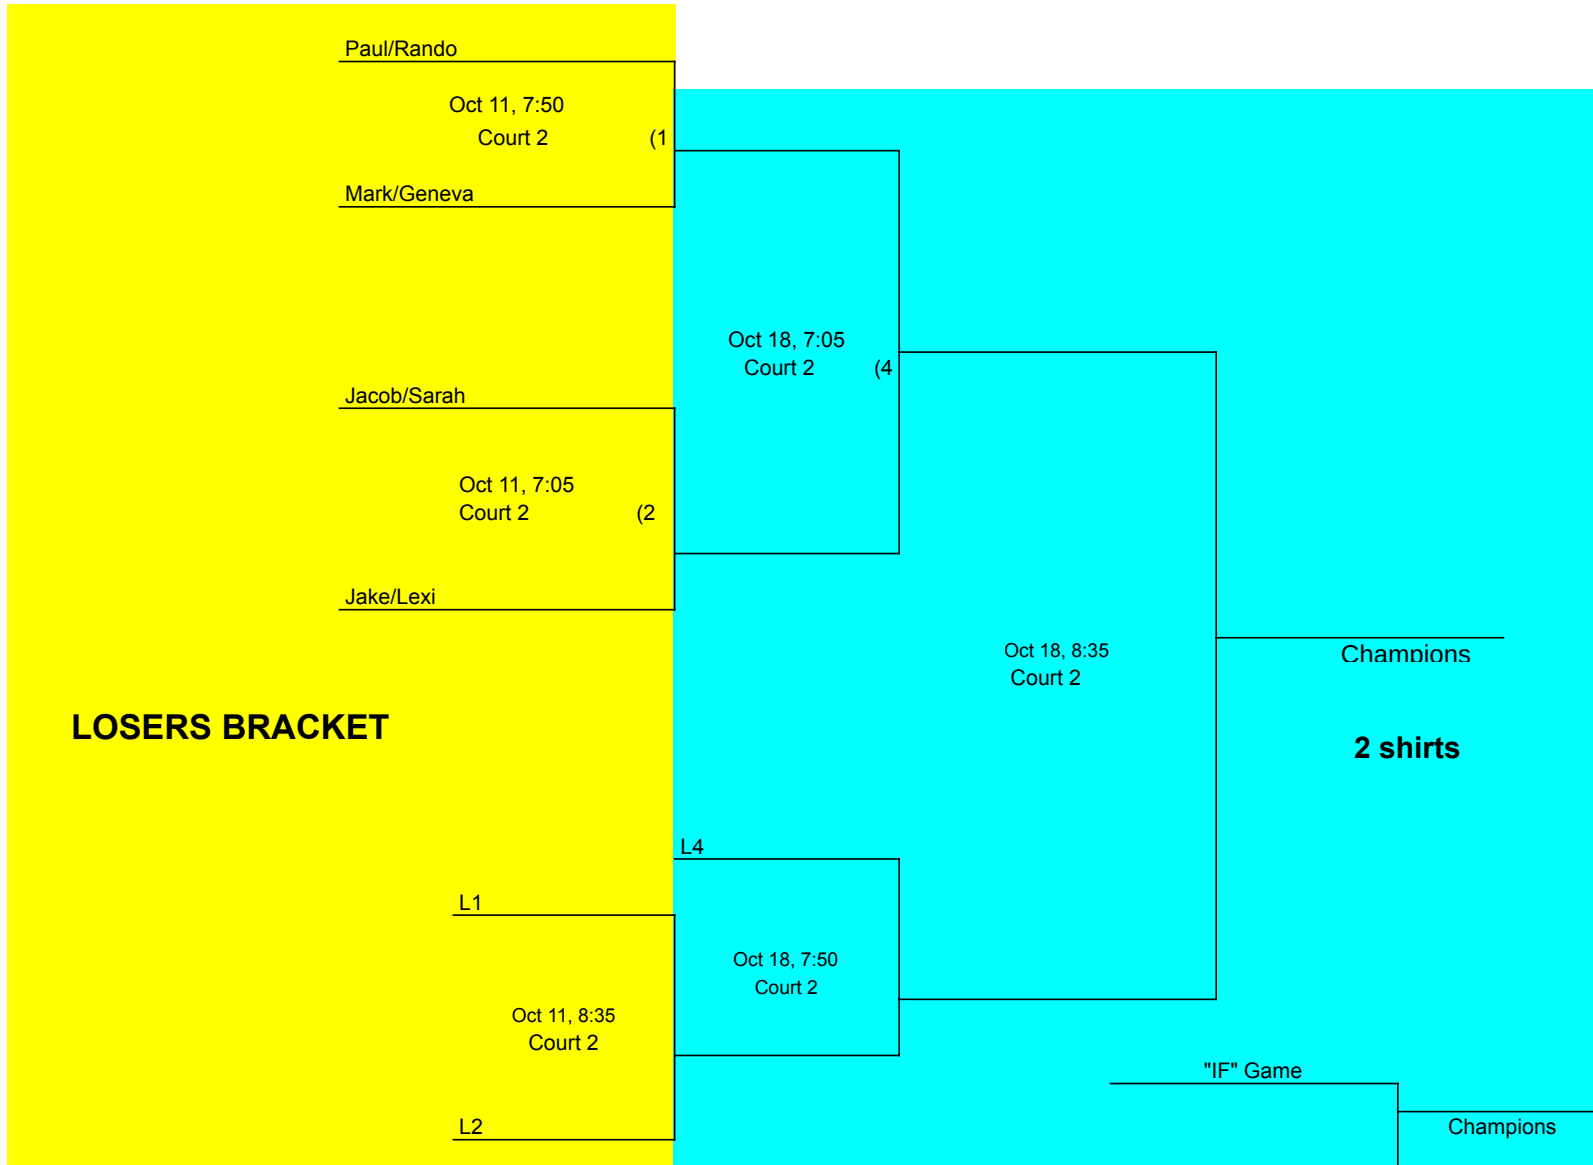 Paul/Rando
Oct 11, 7:50
Court 2 (1
Mark/Geneva
Oct 18, 7:05
Court 2 (4
Jacob/Sarah
Oct 11, 7:05
Court 2 (2
Jake/Lexi
Oct 18, 8:35
Court 2
Champions
LOSERS BRACKET
2 shirts
L4
L1
Oct 18, 7:50
Court 2
Oct 11, 8:35
Court 2
"IF" Game
L2
Champions